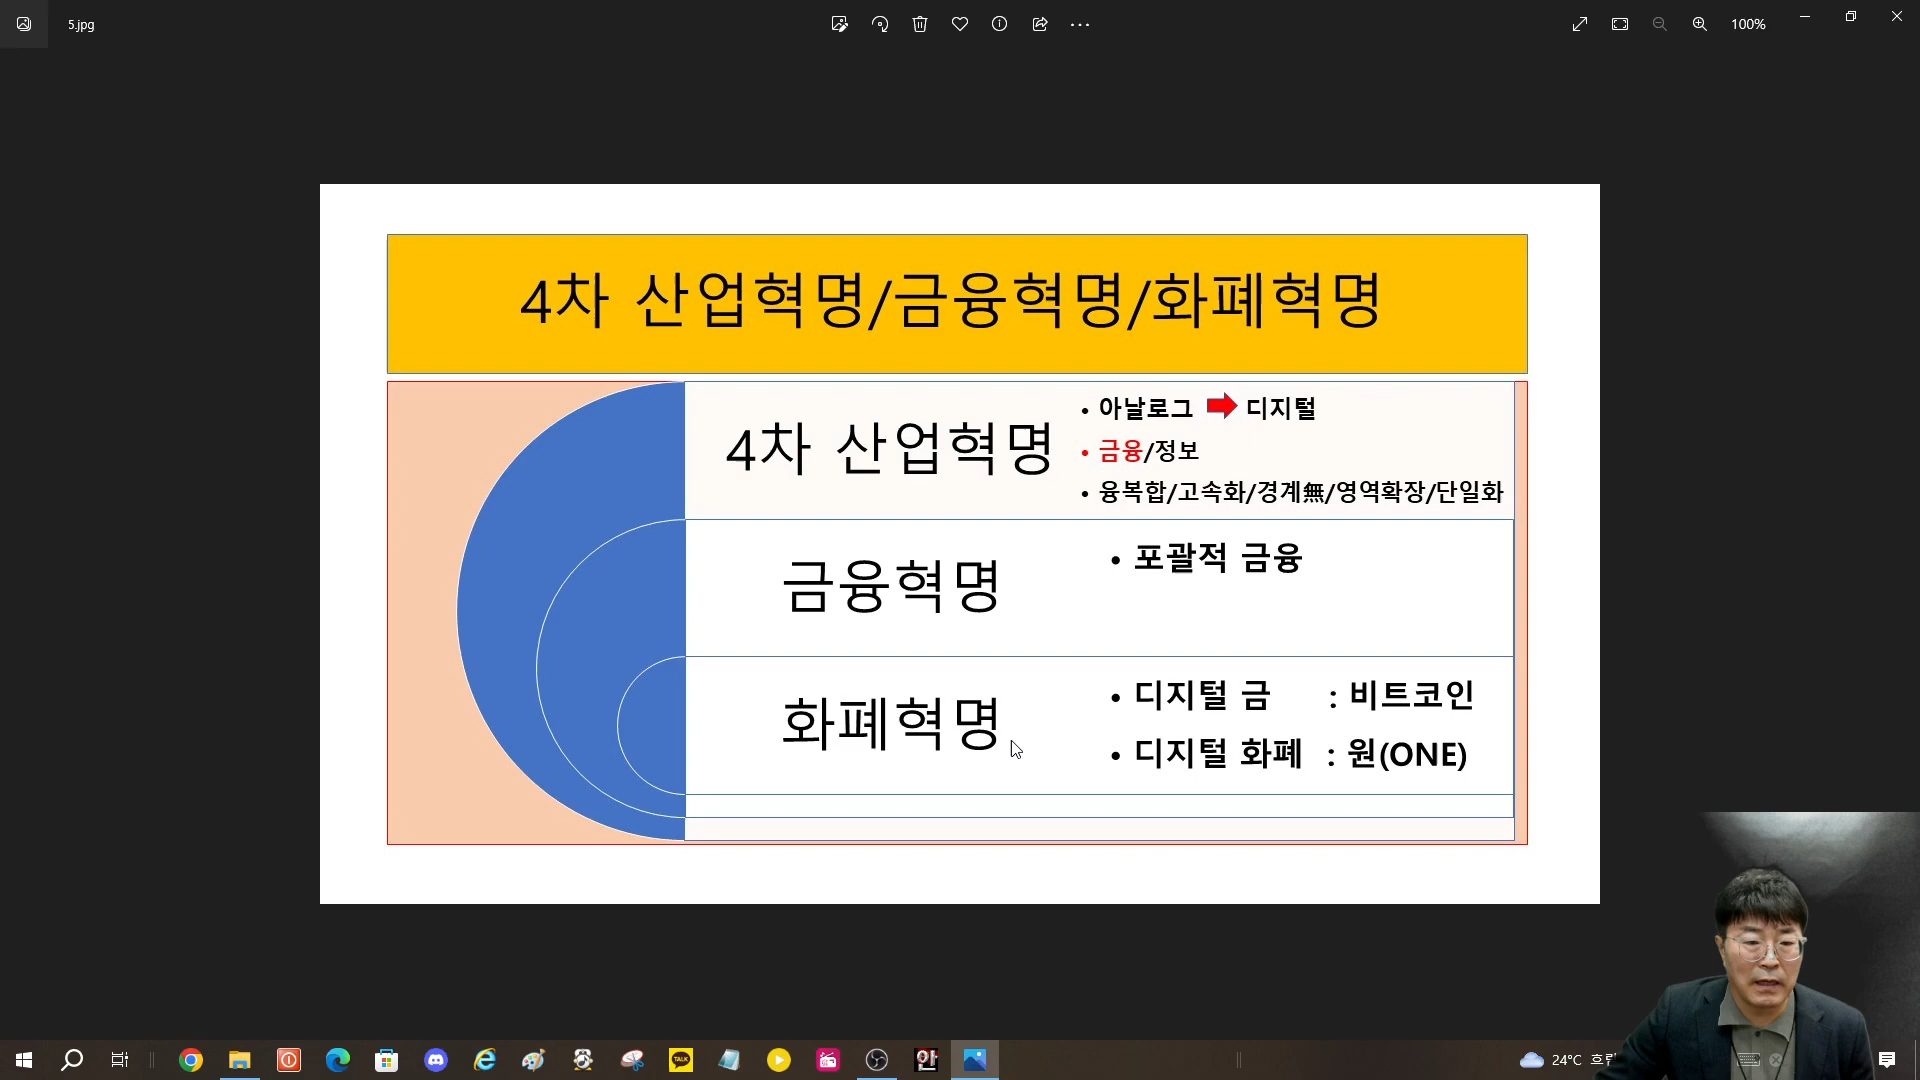 5.jpg
100%
4차 산업혁명/금융혁명/화폐혁명
4차 산업혁명
• 아날로그 디지털
• 금융/정보
• 융복합/고속화/경계無/영역확장/단일화
금융혁명
• 포괄적 금융
화폐혁명
• 디지털 금 : 비트코인
• 디지털 화폐 : 원(ONE)
TALK
한
24°C